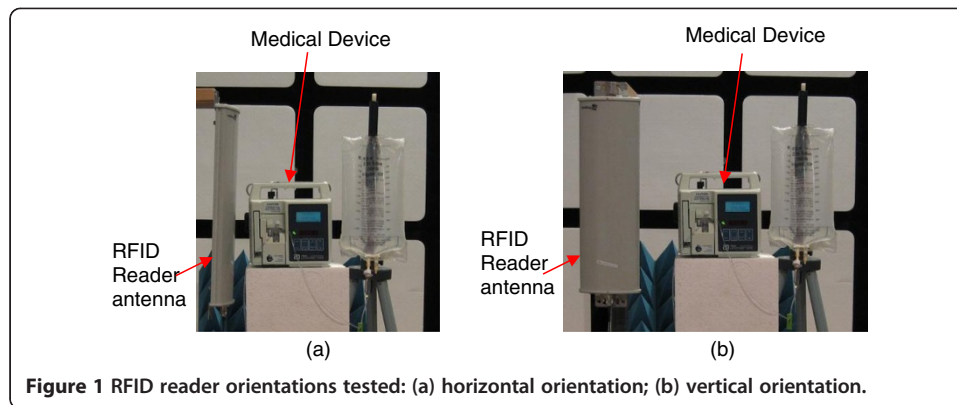 Medical Device
Medical Device
RFID
Reader
antenna
RFID
Reader
antenna
(a)
(b)
Figure 1 RFID reader orientations tested: (a) horizontal orientation; (b) vertical orientation.